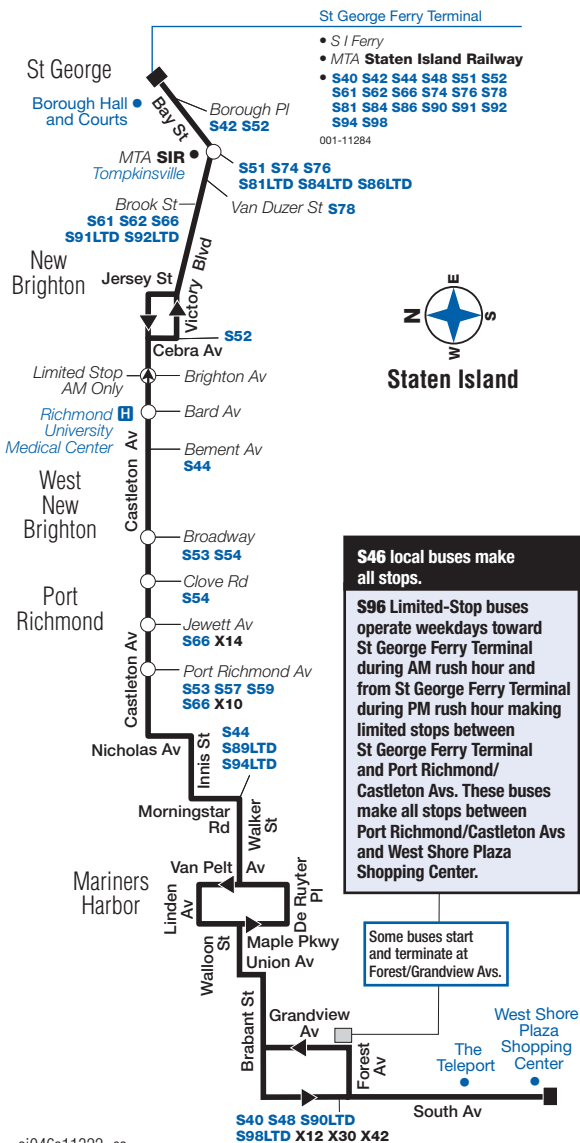 St George Ferry Terminal
• S I Ferry
• MTA Staten Island Railway
• S40 S42 S44 S48 S51 S52
S61 S62 S66 S74 S76 S78
S81 S84 S86 S90 S91 S92
S94 S98
001-11284
St George
Borough Hall •
and Courts
Bay St
Borough Pl
S42 S52
MTA SIR •
Tompkinsville
S51 S74 S76
S81LTD S84LTD S86LTD
Brook St
S61 S62 S66
S91LTD S92LTD
Van Duzer St S78
New
Brighton
Jersey St
Victory Blvd
S52
Cebra Av
N
E
S
W
Staten Island
Limited Stop
AM Only
Brighton Av
Richmond H
University
Medical Center
Bard Av
Castleton Av
Bement Av
S44
West
New
Brighton
Broadway
S53 S54
Clove Rd
S54
Port
Richmond
Jewett Av
S66 X14
Castleton Av
Port Richmond Av
S53 S57 S59
S66 X10
Nicholas Av
Innis St
S44
S89LTD
S94LTD
Morningstar
Rd
Walker
St
S46 local buses make
all stops.
S96 Limited-Stop buses
operate weekdays toward
St George Ferry Terminal
during AM rush hour and
from St George Ferry Terminal
during PM rush hour making
limited stops between
St George Ferry Terminal
and Port Richmond/
Castleton Avs. These buses
make all stops between
Port Richmond/Castleton Avs
and West Shore Plaza
Shopping Center.
Mariners
Harbor
Van Pelt Av
Linden
Av
De Ruyter
Pl
Walloon
St
Maple Pkwy
Union Av
Some buses start
and terminate at
Forest/Grandview Avs.
Brabant St
Grandview
Av
Forest
Av
The
Teleport
West Shore
Plaza
Shopping
Center
South Av
S40 S48 S90LTD
S98LTD X12 X30 X42